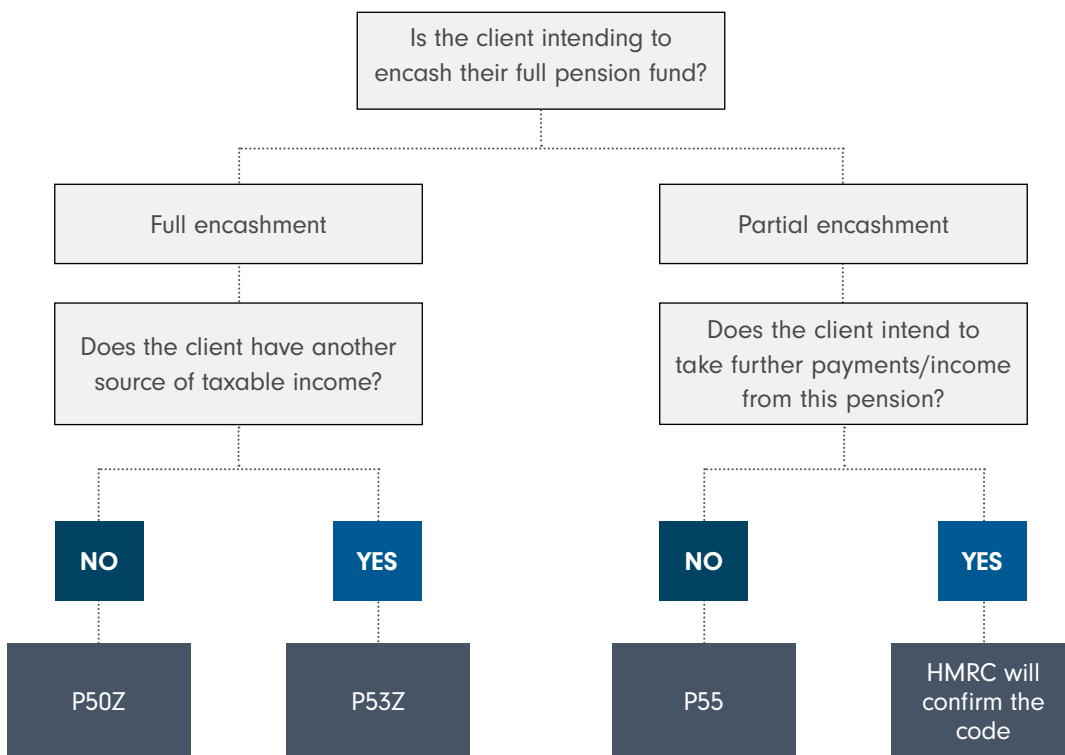 Is the client intending to
encash their full pension fund?
Full encashment
Partial encashment
Does the client have another
source of taxable income?
Does the client intend to
take further payments/income
from this pension?
NO
YES
NO
YES
P50Z
P53Z
P55
HMRC will
confirm the
code